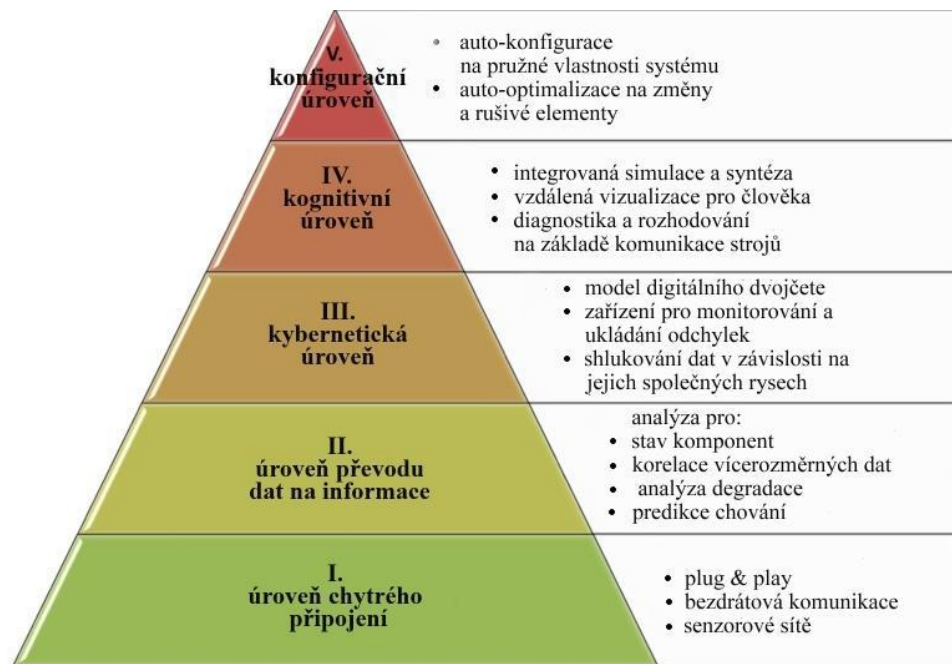 V.
konfigurační
úroveň
• auto-konfigurace
na pružné vlastnosti systému
• auto-optimalizace na změny
a rušivé elementy
IV.
kognitivní
úroveň
• integrovaná simulace a syntéza
• vzdálená vizualizace pro člověka
• diagnostika a rozhodování
na základě komunikace strojů
III.
kybernetická
úroveň
• model digitálního dvojčete
• zařízení pro monitorování a
ukládání odchylek
• shlukování dat v závislosti na
jejich společných rysech
II.
úroveň převodu
dat na informace
analýza pro:
• stav komponent
• korelace vícerozměrných dat
• analýza degradace
• predikce chování
I.
úroveň chytrého
připojení
• plug & play
• bezdrátová komunikace
• senzorové sítě